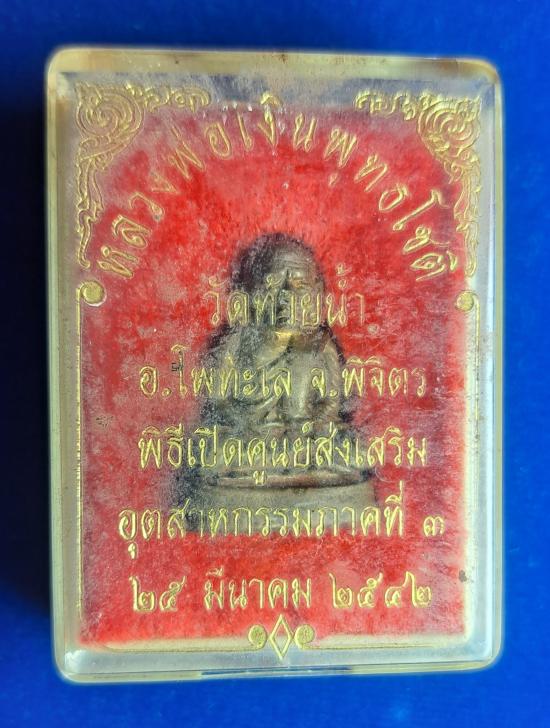 หลวงพ่อเงินพุทธโชติ
วัดท้ายน้ำ
อ.โพทะเล จ.พิจิตร
พิธีเปิดศูนย์ส่งเสริม
อุตสาหกรรมภาคที่ ๓
๒๕ มีนาคม ๒๕๔๒